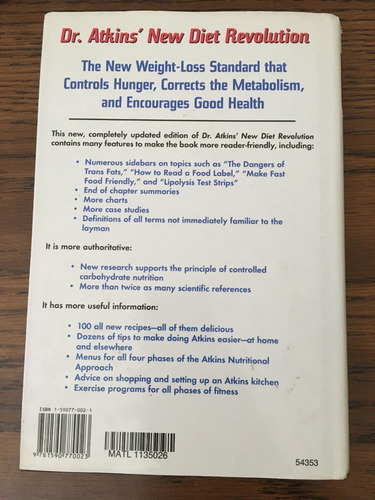 Dr. Atkins' New Diet Revolution
The New Weight-Loss Standard that
Controls Hunger, Corrects the Metabolism,
and Encourages Good Health
This new, completely updated edition of Dr. Atkins' New Diet Revolution
contains many features to make the book more reader-friendly, including:
• Numerous sidebars on topics such as "The Dangers of
Trans Fats," "How to Read a Food Label," "Make Fast
Food Friendly," and "Lipolysis Test Strips"
• End of chapter summaries
• More charts
• More case studies
• Definitions of all terms not immediately familiar to the
layman
It is more authoritative:
• New research supports the principle of controlled
carbohydrate nutrition
• More than twice as many scientific references
It has more useful information:
• 100 all new recipes—all of them delicious
• Dozens of tips to make doing Atkins easier—at home
and elsewhere
• Menus for all four phases of the Atkins Nutritional
Approach
• Advice on shopping and setting up an Atkins kitchen
• Exercise programs for all phases of fitness
ISBN 1-59077-002-1
9 781590 770023
MATL 1135026
54353